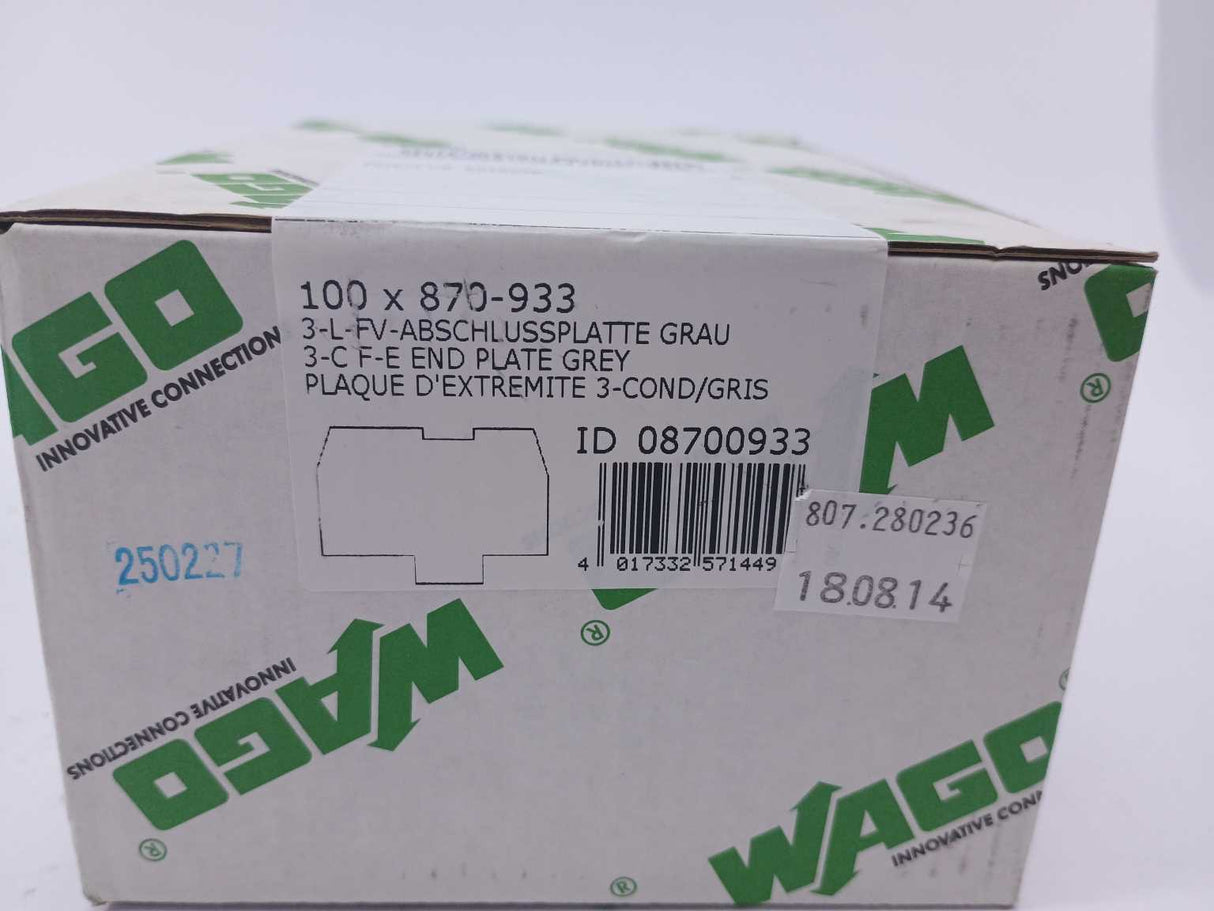 100 x 870-933
3-L-FV-ABSCHLUSSPLATTE GRAU
3-C F-E END PLATE GREY
PLAQUE D'EXTREMITE 3-COND/GRIS
ID 08700933
4 017332 571449
807.280236
18.08.14
250227
WAGO
INNOVATIVE CONNECTION
WAGO
INNOVATIVE CONNECTIONS
®
WAGO
INNOVATIVE CONN
®
®
®